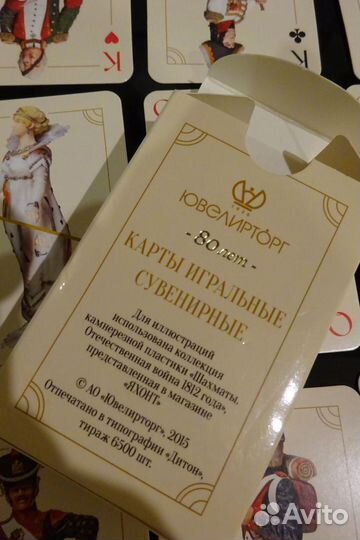 K
K
ЮВЕЛИРТОРГ
- 80 лет -
КАРТЫ ИГРАЛЬНЫЕ
СУВЕНИРНЫЕ
Для иллюстраций
использована коллекция
камнерезной пластики «Шахматы.
Отечественная война 1812 года»,
представленная в магазине
«ЯХОНТ»
© АО «Ювелирторг», 2015
Отпечатано в типографии «Дитон»,
тираж 6500 шт.
Avito